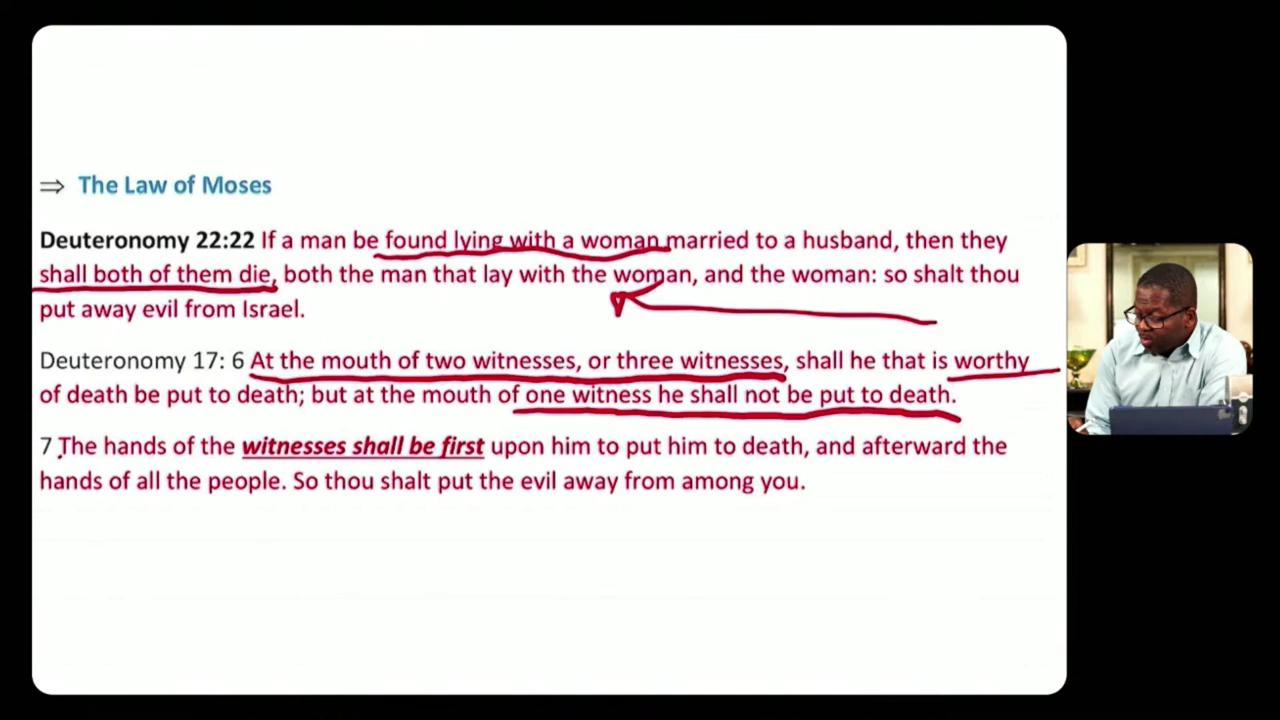 ⇒ The Law of Moses
Deuteronomy 22:22 If a man be found lying with a woman married to a husband, then they
shall both of them die, both the man that lay with the woman, and the woman: so shalt thou
put away evil from Israel.
Deuteronomy 17: 6 At the mouth of two witnesses, or three witnesses, shall he that is worthy
of death be put to death; but at the mouth of one witness he shall not be put to death.
7 The hands of the witnesses shall be first upon him to put him to death, and afterward the
hands of all the people. So thou shalt put the evil away from among you.